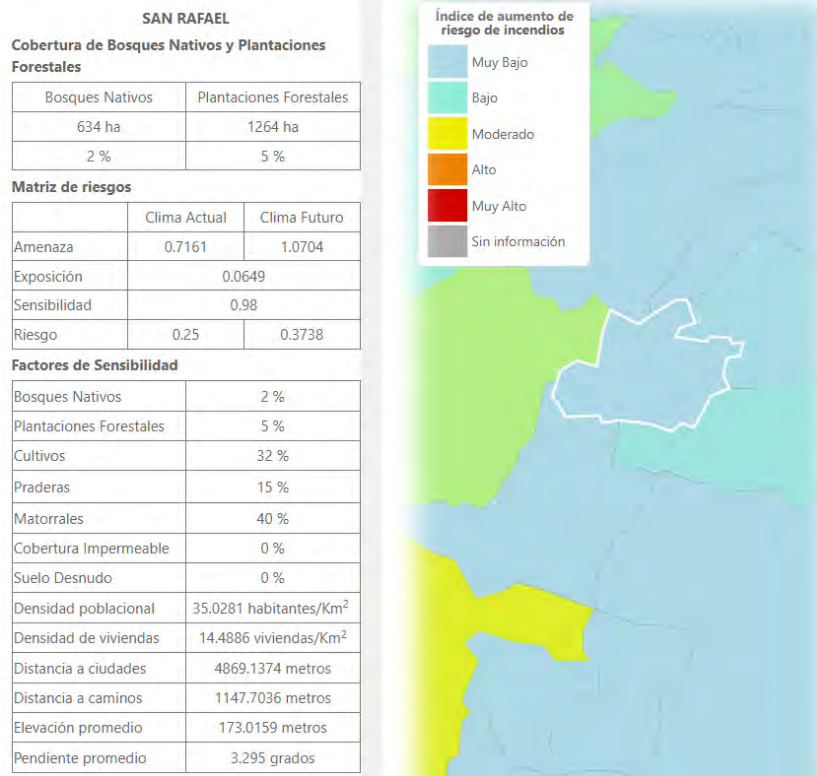 SAN RAFAEL
Cobertura de Bosques Nativos y Plantaciones
Forestales
Bosques Nativos Plantaciones Forestales
634 ha 1264 ha
2 % 5 %
Matriz de riesgos
Clima Actual Clima Futuro
Amenaza 0.7161 1.0704
Exposición 0.0649
Sensibilidad 0.98
Riesgo 0.25 0.3738
Factores de Sensibilidad
Bosques Nativos 2 %
Plantaciones Forestales 5 %
Cultivos 32 %
Praderas 15 %
Matorrales 40 %
Cobertura Impermeable 0 %
Suelo Desnudo 0 %
Densidad poblacional 35.0281 habitantes/Km²
Densidad de viviendas 14.4886 viviendas/Km²
Distancia a ciudades 4869.1374 metros
Distancia a caminos 1147.7036 metros
Elevación promedio 173.0159 metros
Pendiente promedio 3.295 grados
Índice de aumento de
riesgo de incendios
Muy Bajo
Bajo
Moderado
Alto
Muy Alto
Sin información